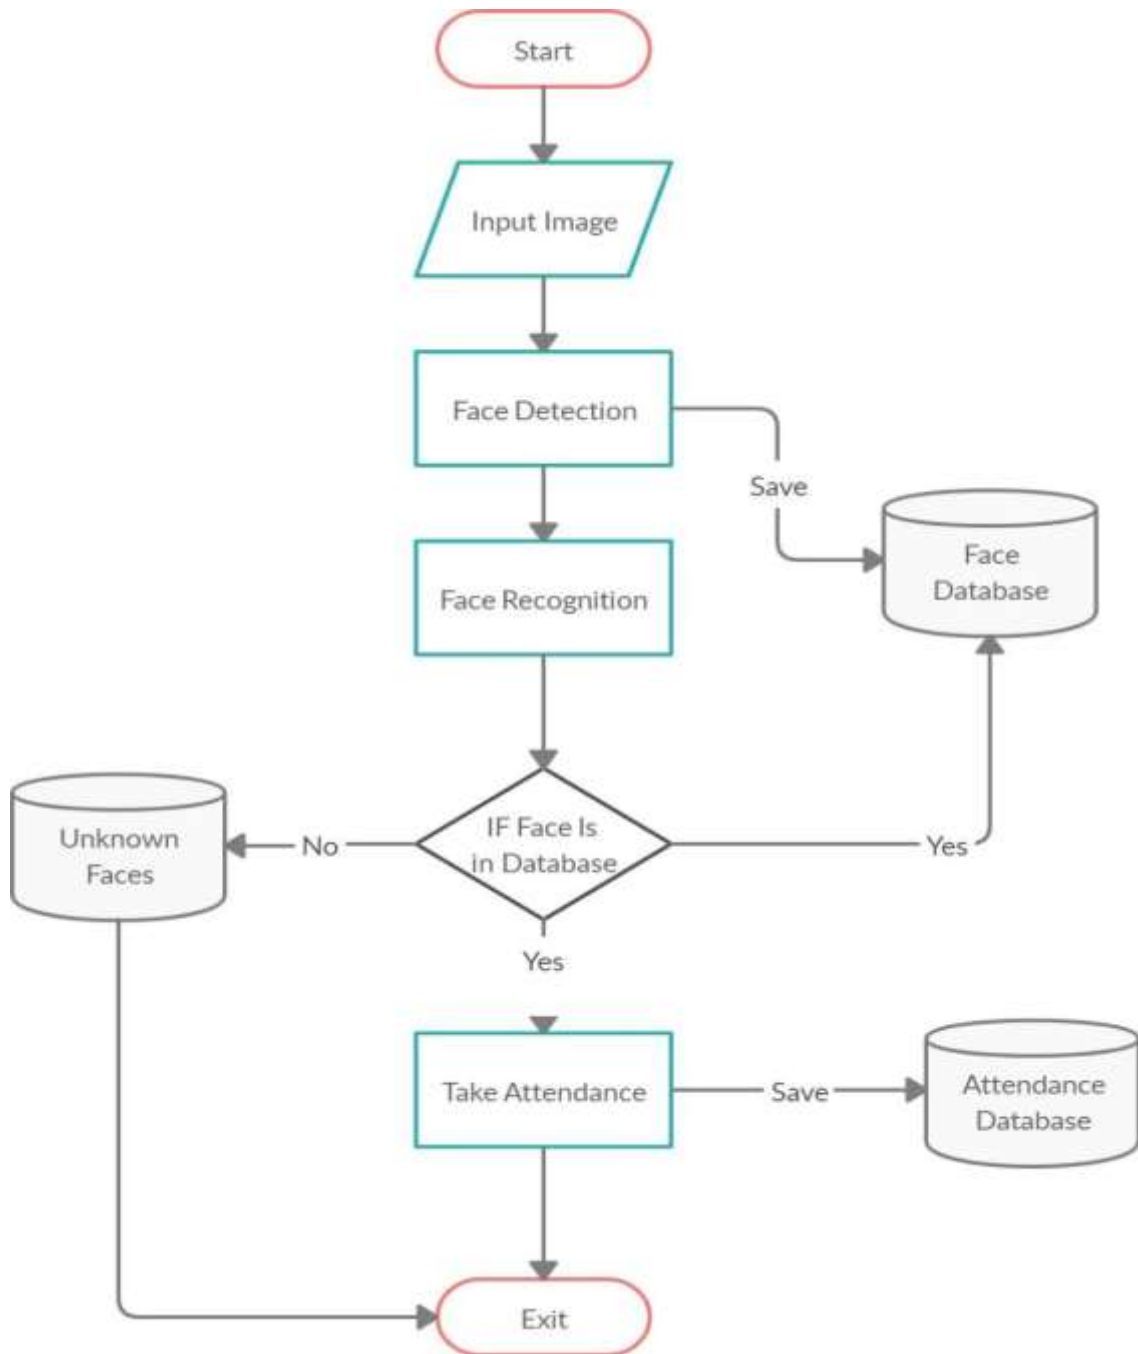 Start
Input Image
Face Detection
Save
Face
Database
Face Recognition
IF Face Is
in Database
No
Unknown
Faces
Yes
Yes
Take Attendance
Save
Attendance
Database
Exit